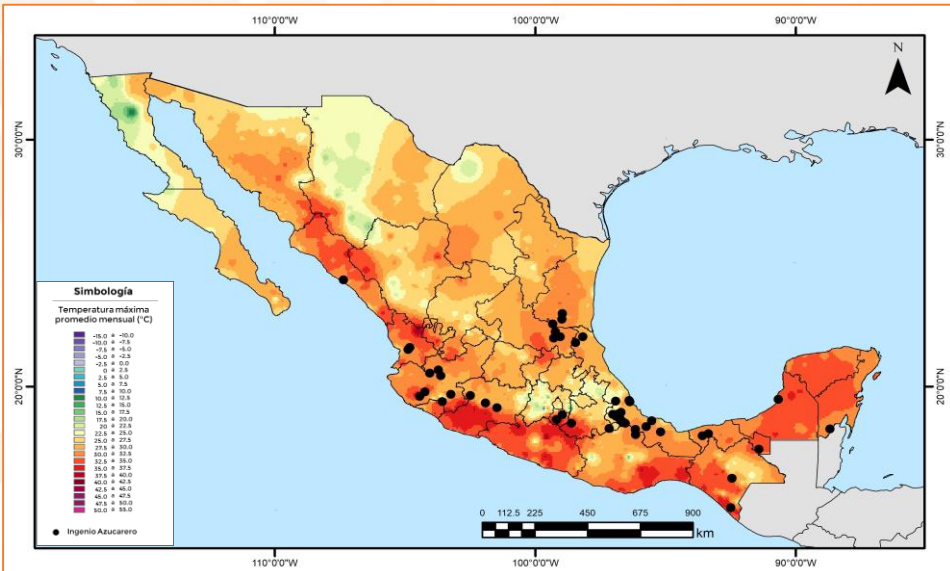 110°0'0"W
100°0'0"W
90°0'0"W
N
30°0'0"N
30°0'0"N
20°0'0"N
20°0'0"N
Simbología
Temperatura máxima
promedio mensual (°C)
-15.0 a -10.0
-10.0 a -7.5
-7.5 a -5.0
-5.0 a -2.5
-2.5 a 0.0
0 a 2.5
2.5 a 5.0
5.0 a 7.5
7.5 a 10.0
10.0 a 12.5
12.5 a 15.0
15.0 a 17.5
17.5 a 20.0
20 a 22.5
22.5 a 25.0
25.0 a 27.5
27.5 a 30.0
30.0 a 32.5
32.5 a 35.0
35.0 a 37.5
37.5 a 40.0
40.0 a 42.5
42.5 a 45.0
45.0 a 47.5
47.5 a 50.0
50.0 a 55.0
Ingenio Azucarero
0 112.5 225 450 675 900
km
110°0'0"W
100°0'0"W
90°0'0"W